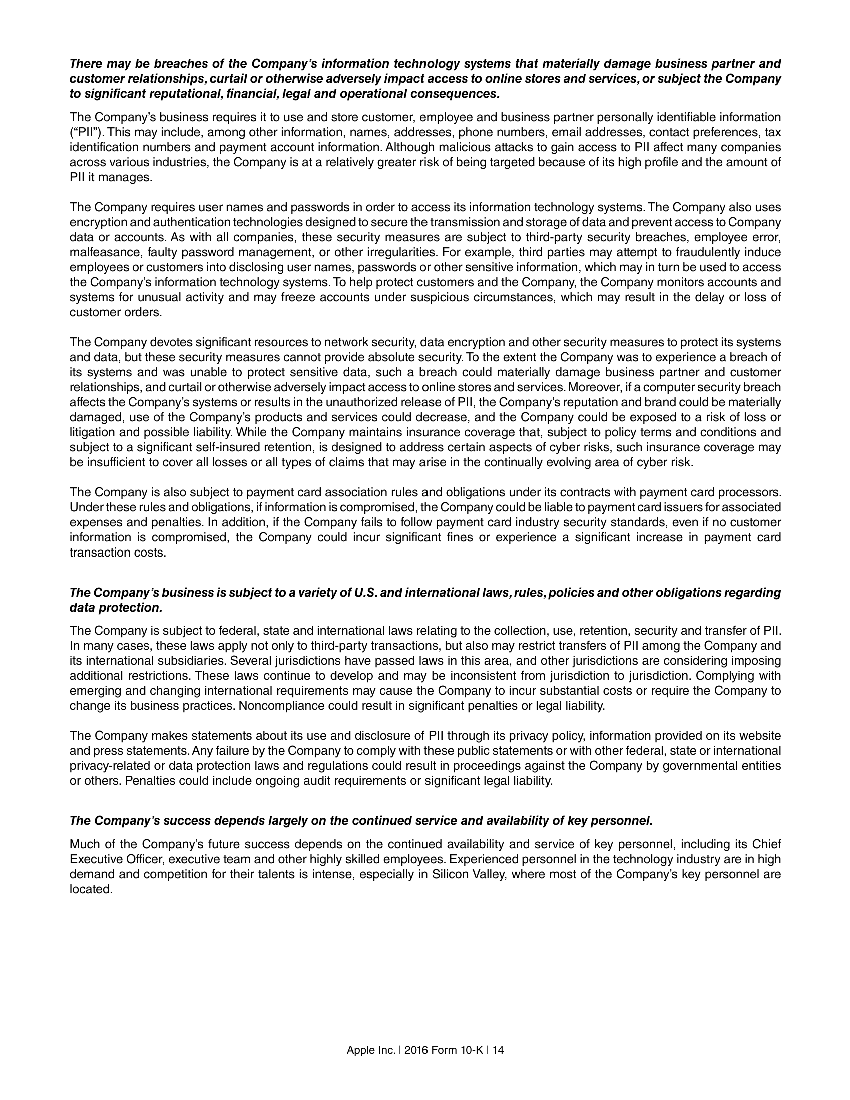 There may be breaches of the Company’s information technology systems that materially damage business partner and
customer relationships, curtail or otherwise adversely impact access to online stores and services, or subject the Company
to significant reputational, financial, legal and operational consequences.
The Company’s business requires it to use and store customer, employee and business partner personally identifiable information
(“PII”). This may include, among other information, names, addresses, phone numbers, email addresses, contact preferences, tax
identification numbers and payment account information. Although malicious attacks to gain access to PII affect many companies
across various industries, the Company is at a relatively greater risk of being targeted because of its high profile and the amount of
PII it manages.
The Company requires user names and passwords in order to access its information technology systems. The Company also uses
encryption and authentication technologies designed to secure the transmission and storage of data and prevent access to Company
data or accounts. As with all companies, these security measures are subject to third-party security breaches, employee error,
malfeasance, faulty password management, or other irregularities. For example, third parties may attempt to fraudulently induce
employees or customers into disclosing user names, passwords or other sensitive information, which may in turn be used to access
the Company’s information technology systems. To help protect customers and the Company, the Company monitors accounts and
systems for unusual activity and may freeze accounts under suspicious circumstances, which may result in the delay or loss of
customer orders.
The Company devotes significant resources to network security, data encryption and other security measures to protect its systems
and data, but these security measures cannot provide absolute security. To the extent the Company was to experience a breach of
its systems and was unable to protect sensitive data, such a breach could materially damage business partner and customer
relationships, and curtail or otherwise adversely impact access to online stores and services. Moreover, if a computer security breach
affects the Company’s systems or results in the unauthorized release of PII, the Company’s reputation and brand could be materially
damaged, use of the Company’s products and services could decrease, and the Company could be exposed to a risk of loss or
litigation and possible liability. While the Company maintains insurance coverage that, subject to policy terms and conditions and
subject to a significant self-insured retention, is designed to address certain aspects of cyber risks, such insurance coverage may
be insufficient to cover all losses or all types of claims that may arise in the continually evolving area of cyber risk.
The Company is also subject to payment card association rules and obligations under its contracts with payment card processors.
Under these rules and obligations, if information is compromised, the Company could be liable to payment card issuers for associated
expenses and penalties. In addition, if the Company fails to follow payment card industry security standards, even if no customer
information is compromised, the Company could incur significant fines or experience a significant increase in payment card
transaction costs.
The Company’s business is subject to a variety of U.S. and international laws, rules, policies and other obligations regarding
data protection.
The Company is subject to federal, state and international laws relating to the collection, use, retention, security and transfer of PII.
In many cases, these laws apply not only to third-party transactions, but also may restrict transfers of PII among the Company and
its international subsidiaries. Several jurisdictions have passed laws in this area, and other jurisdictions are considering imposing
additional restrictions. These laws continue to develop and may be inconsistent from jurisdiction to jurisdiction. Complying with
emerging and changing international requirements may cause the Company to incur substantial costs or require the Company to
change its business practices. Noncompliance could result in significant penalties or legal liability.
The Company makes statements about its use and disclosure of PII through its privacy policy, information provided on its website
and press statements. Any failure by the Company to comply with these public statements or with other federal, state or international
privacy-related or data protection laws and regulations could result in proceedings against the Company by governmental entities
or others. Penalties could include ongoing audit requirements or significant legal liability.
The Company’s success depends largely on the continued service and availability of key personnel.
Much of the Company’s future success depends on the continued availability and service of key personnel, including its Chief
Executive Officer, executive team and other highly skilled employees. Experienced personnel in the technology industry are in high
demand and competition for their talents is intense, especially in Silicon Valley, where most of the Company’s key personnel are
located.
Apple Inc. | 2016 Form 10-K | 14